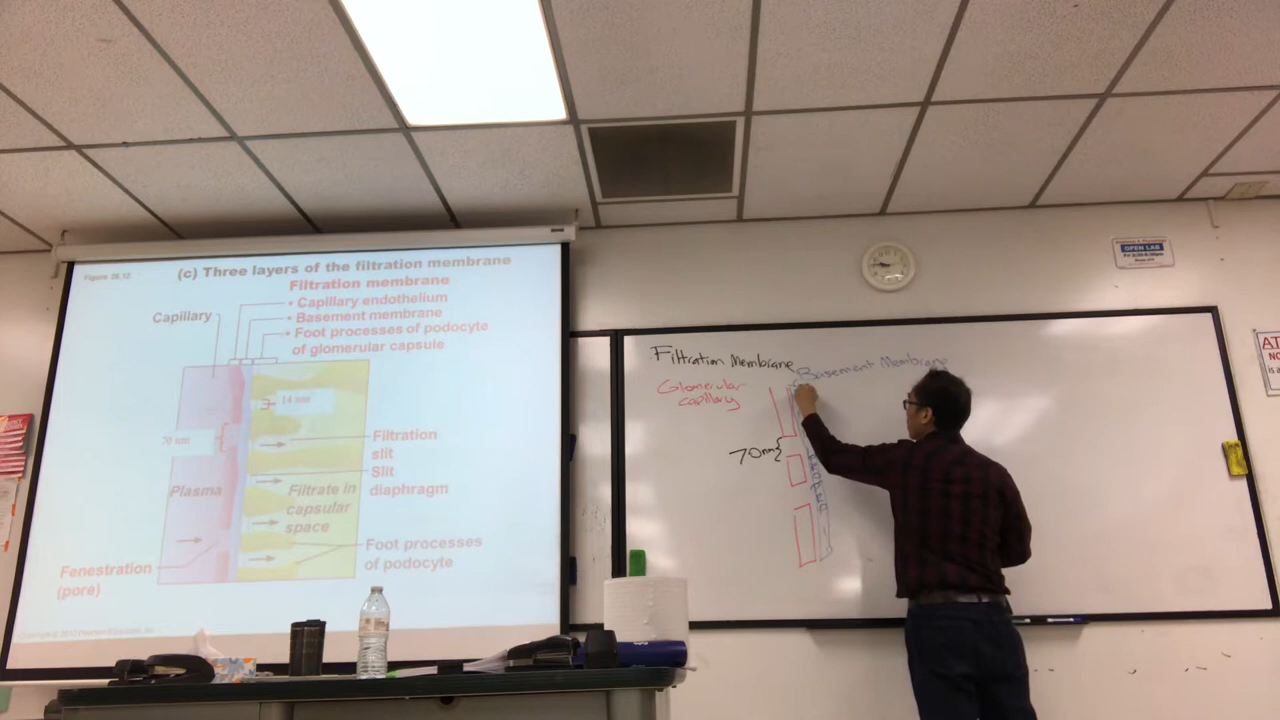 Figure 26.12
(c) Three layers of the filtration membrane
Filtration membrane
• Capillary endothelium
• Basement membrane
• Foot processes of podocyte
of glomerular capsule
Capillary
14 nm
70 nm
Filtration
slit
Slit
diaphragm
Plasma
Filtrate in
capsular
space
Foot processes
of podocyte
Fenestration
(pore)
Filtration Membrane
Basement Membrane
Glomerular
capillary
70nm
OPEN LAB